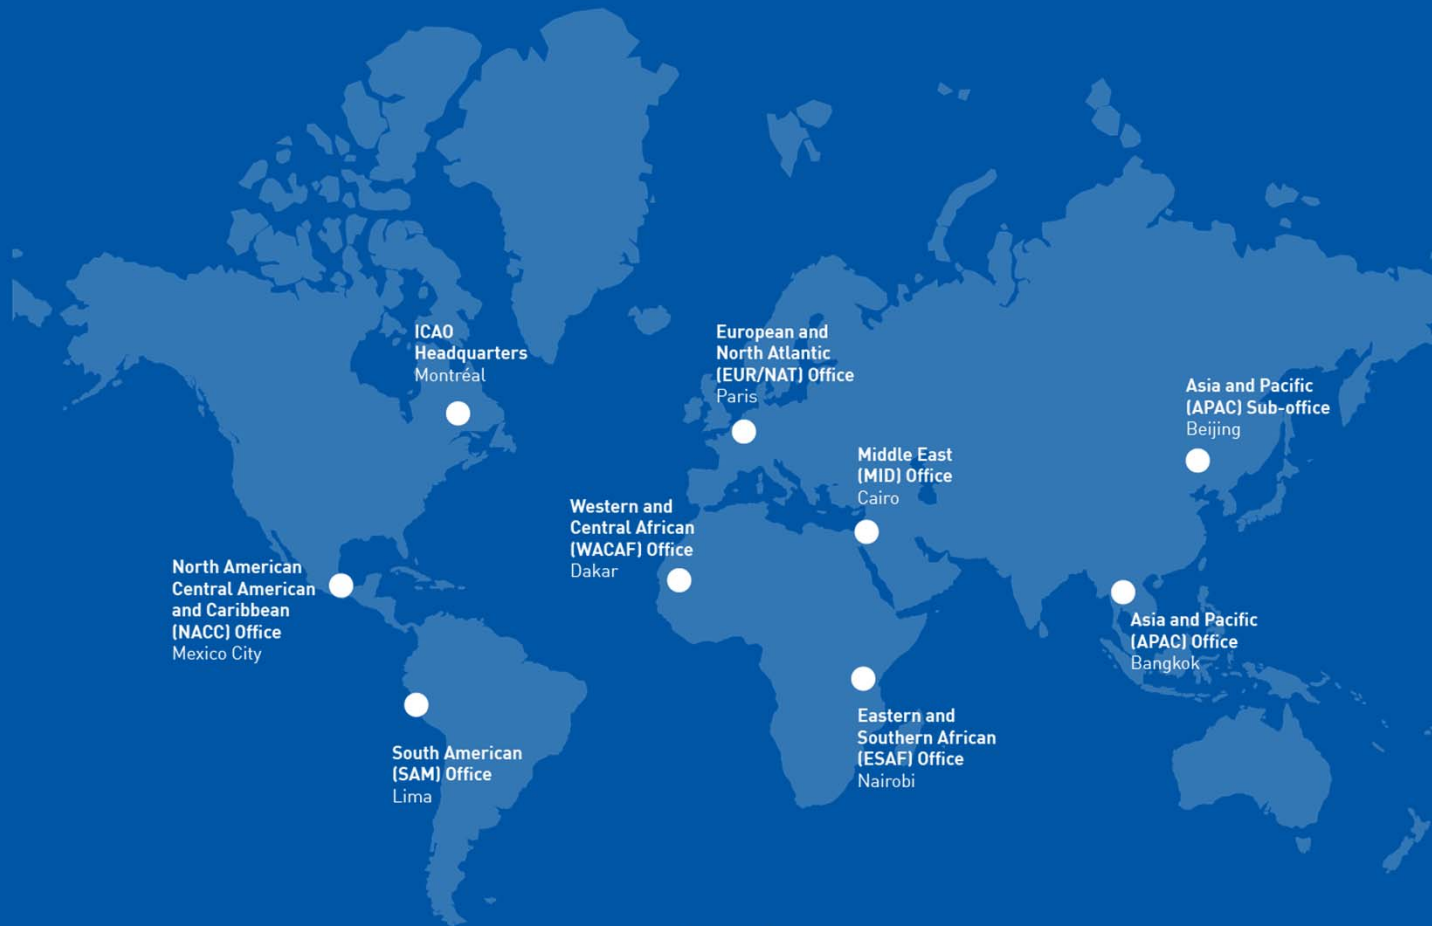 ICAO
Headquarters
Montréal
European and
North Atlantic
(EUR/NAT) Office
Paris
Asia and Pacific
(APAC) Sub-office
Beijing
Middle East
(MID) Office
Cairo
Western and
Central African
(WACAF) Office
Dakar
North American
Central American
and Caribbean
(NACC) Office
Mexico City
Asia and Pacific
(APAC) Office
Bangkok
Eastern and
Southern African
(ESAF) Office
Nairobi
South American
(SAM) Office
Lima